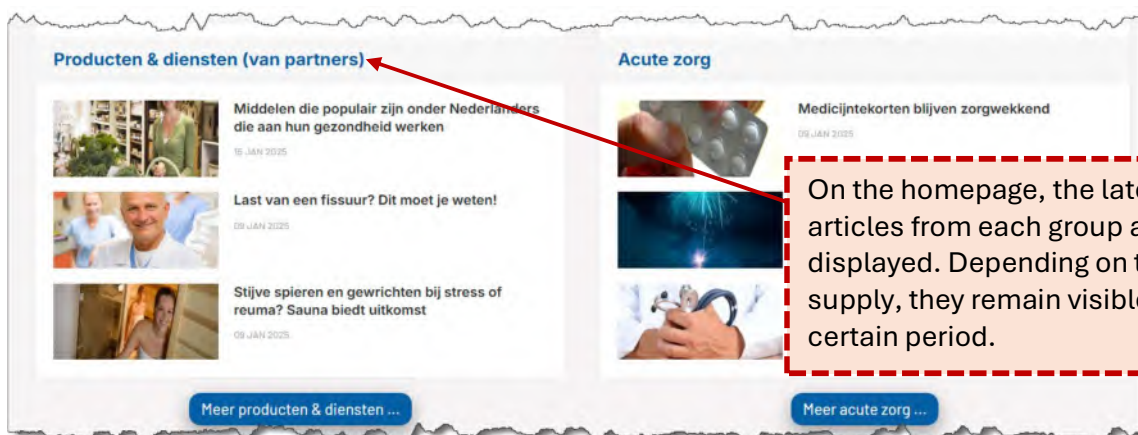 Producten & diensten (van partners)
Middelen die populair zijn onder Nederlanders
die aan hun gezondheid werken
15 JAN 2025
Last van een fissuur? Dit moet je weten!
09 JAN 2025
Stijve spieren en gewrichten bij stress of
reuma? Sauna biedt uitkomst
09 JAN 2025
Meer producten & diensten ...
Acute zorg
Medicijntekorten blijven zorgwekkend
09 JAN 2025
On the homepage, the
articles from each group
displayed. Depending on
supply, they remain visible
certain period.
Meer acute zorg ...